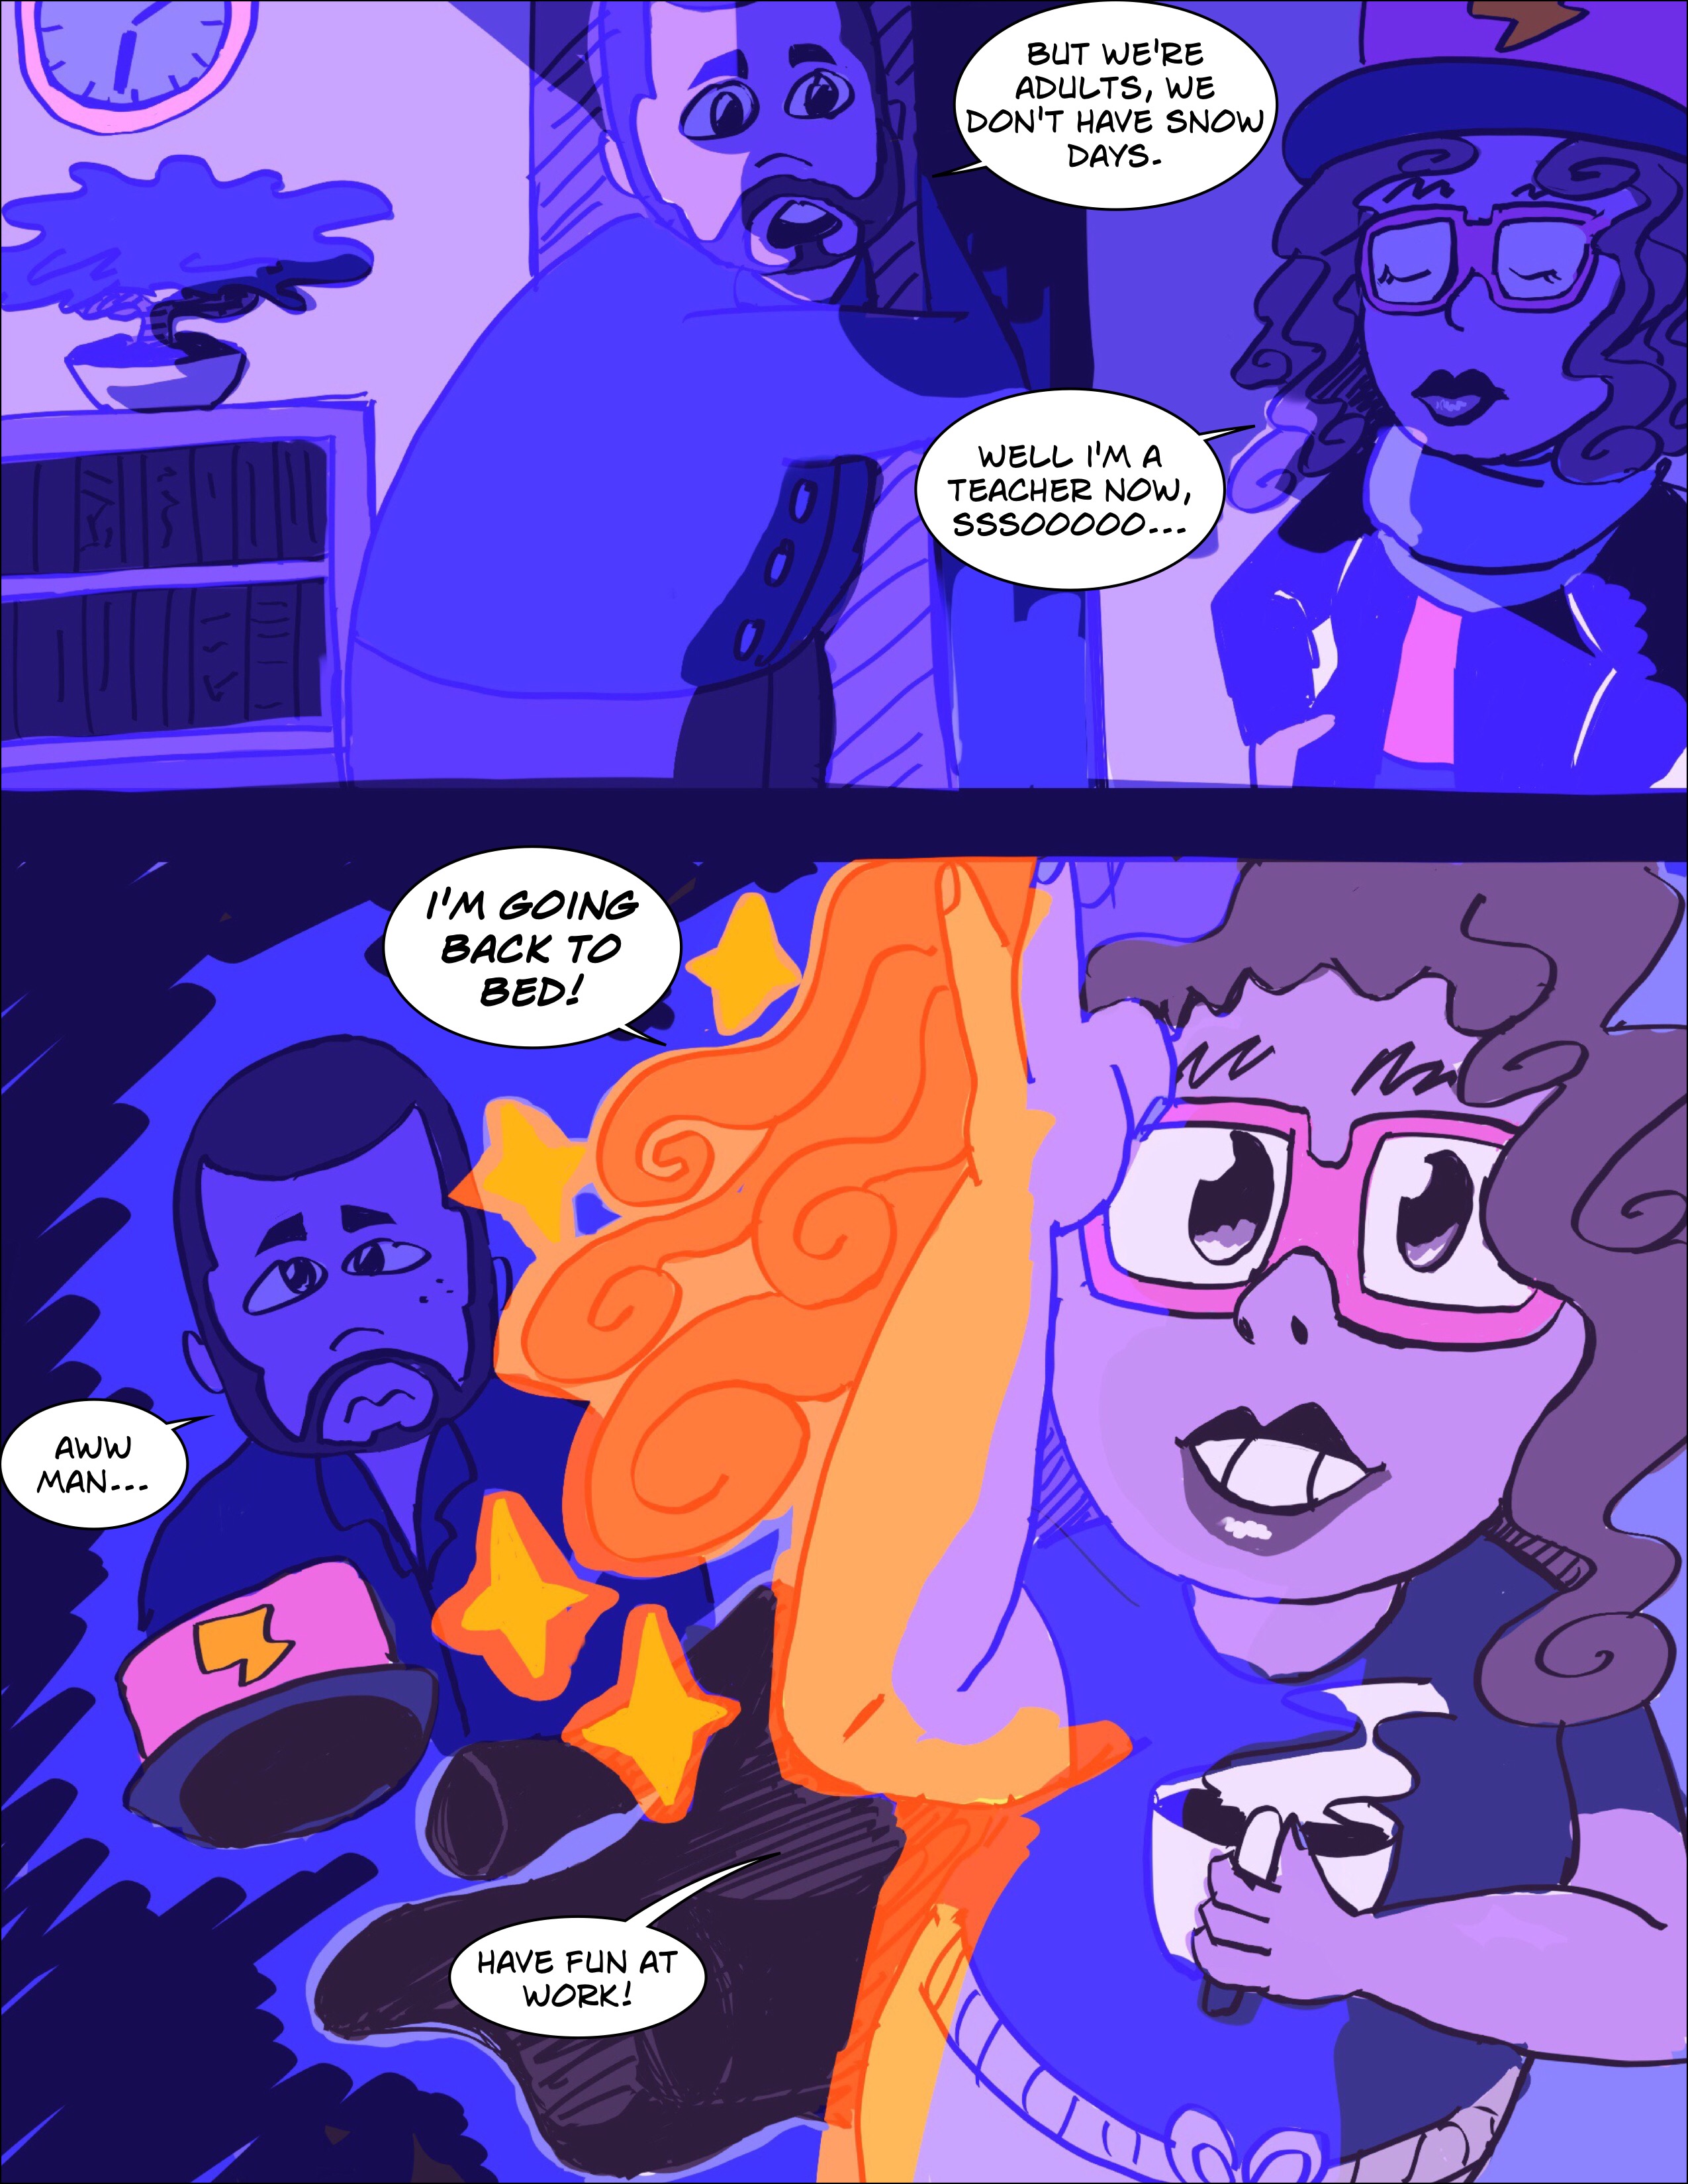 BUT WE'RE
ADULTS, WE
DON'T HAVE SNOW
DAYS.
WELL I'M A
TEACHER NOW,
SSSOOOOO...
I'M GOING
BACK TO
BED!
AWW
MAN...
HAVE FUN AT
WORK!